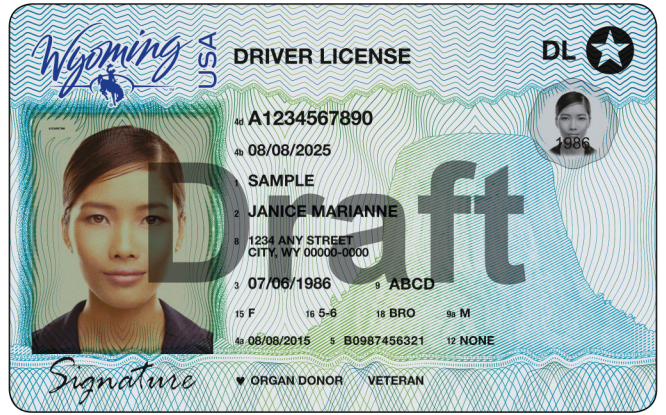 Wyoming
USA
DRIVER LICENSE
DL
4d A1234567890
4b 08/08/2025
1986
1 SAMPLE
2 JANICE MARIANNE
8 1234 ANY STREET
CITY, WY 00000-0000
Draft
3 07/06/1986 9 ABCD
15 F 16 5-6 18 BRO 9a M
4a 08/08/2015 5 B0987456321 12 NONE
Signature
♥ ORGAN DONOR VETERAN